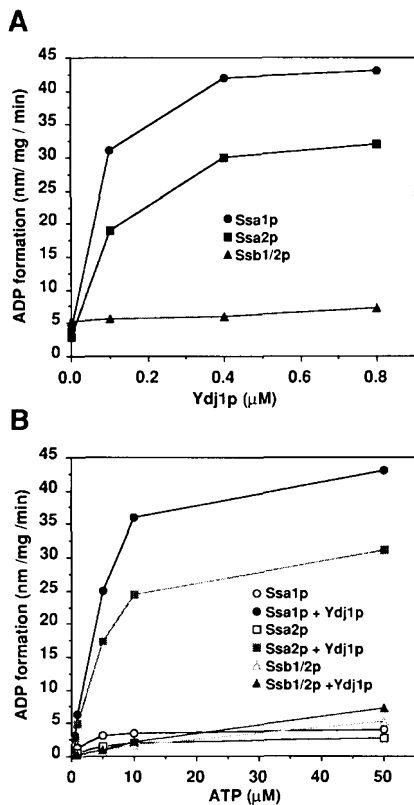 A
45
40
35
30
25
20
15
10
5
0
ADP formation (nm/ mg / min)
Ssa1p
Ssa2p
Ssb1/2p
0.0
0.2
0.4
0.6
0.8
Ydj1p (µM)
B
45
40
35
30
25
20
15
10
5
0
ADP formation (nm /mg /min)
Ssa1p
Ssa1p + Ydj1p
Ssa2p
Ssa2p + Ydj1p
Ssb1/2p
Ssb1/2p +Ydj1p
0
10
20
30
40
50
ATP (µM)